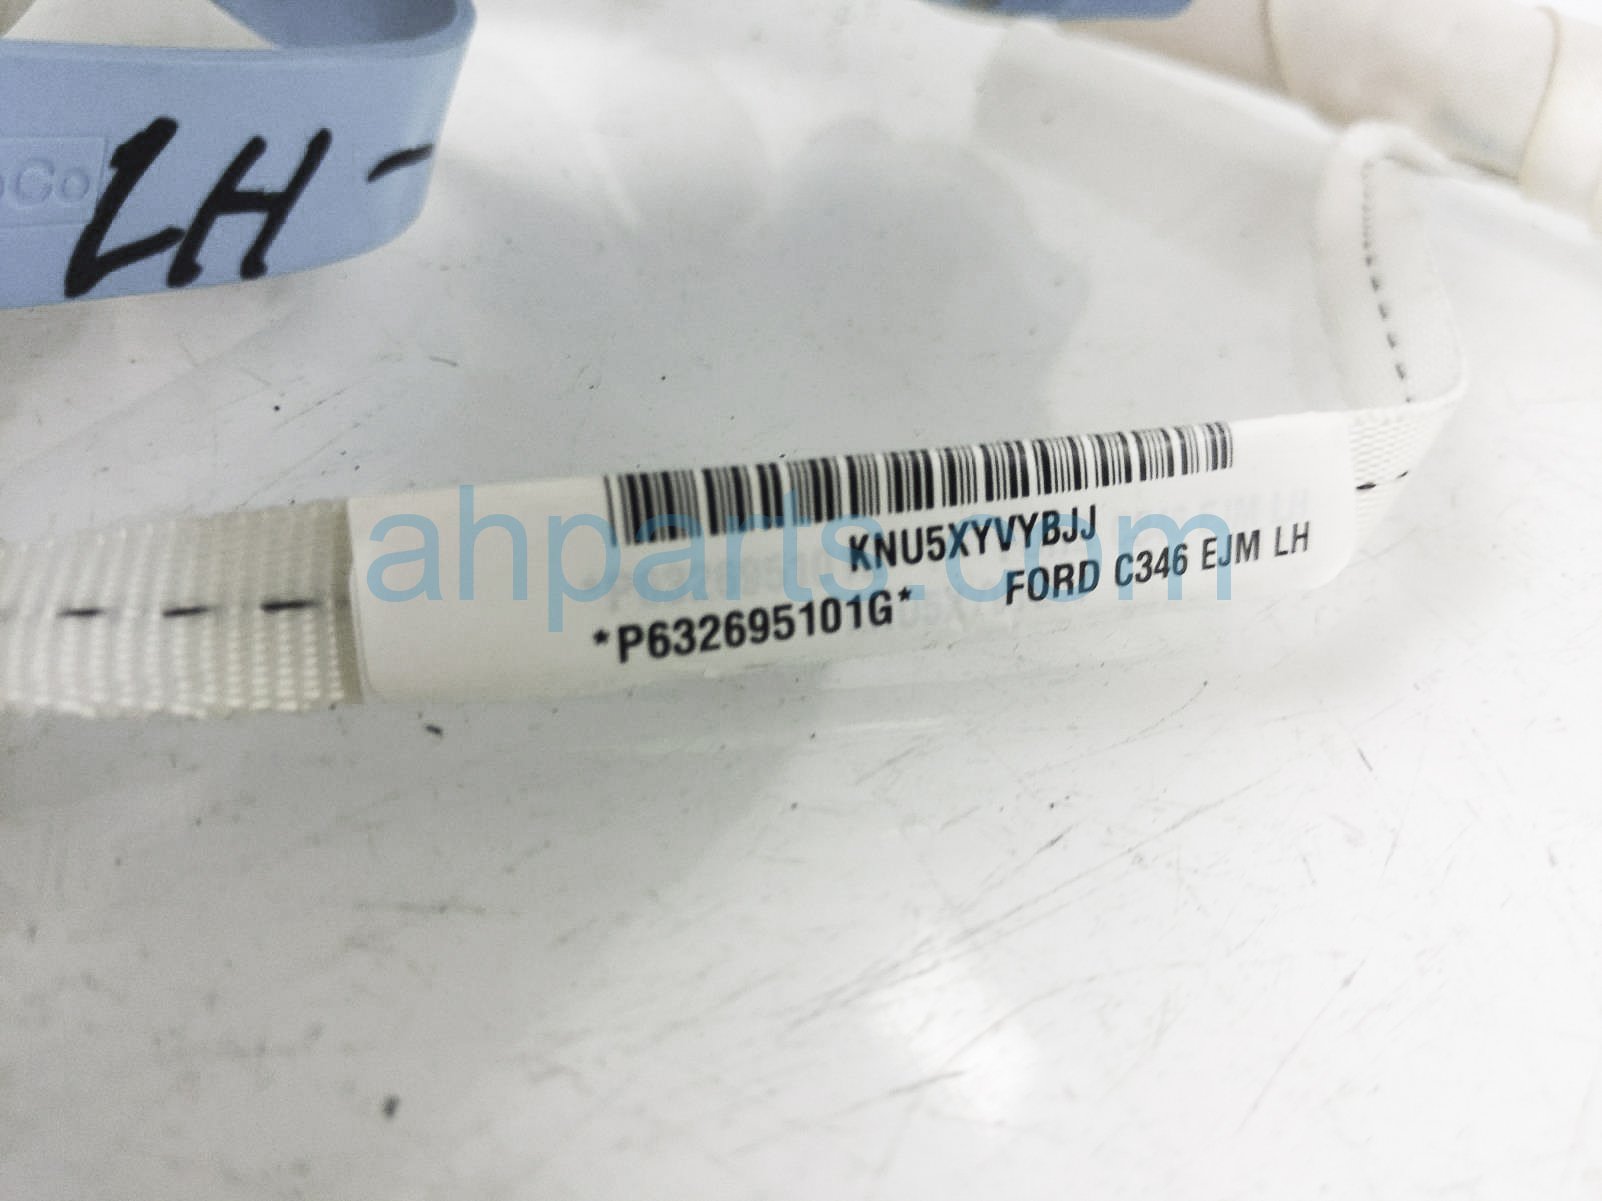 LH-
KNU5XYVYBJJ
*P632695101G*
FORD C346 EJM LH
ahparts.com